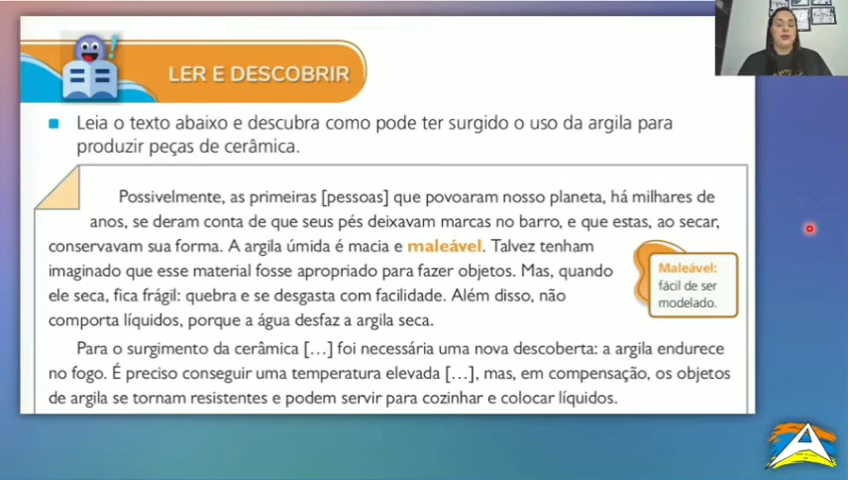 LER E DESCOBRIR
Leia o texto abaixo e descubra como pode ter surgido o uso da argila para
produzir peças de cerâmica.
Possivelmente, as primeiras [pessoas] que povoaram nosso planeta, há milhares de
anos, se deram conta de que seus pés deixavam marcas no barro, e que estas, ao secar,
conservavam sua forma. A argila úmida é macia e maleável. Talvez tenham
imaginado que esse material fosse apropriado para fazer objetos. Mas, quando
ele seca, fica frágil: quebra e se desgasta com facilidade. Além disso, não
comporta líquidos, porque a água desfaz a argila seca.
Maleável:
fácil de ser
modelado.
Para o surgimento da cerâmica [...] foi necessária uma nova descoberta: a argila endurece
no fogo. É preciso conseguir uma temperatura elevada [...], mas, em compensação, os objetos
de argila se tornam resistentes e podem servir para cozinhar e colocar líquidos.